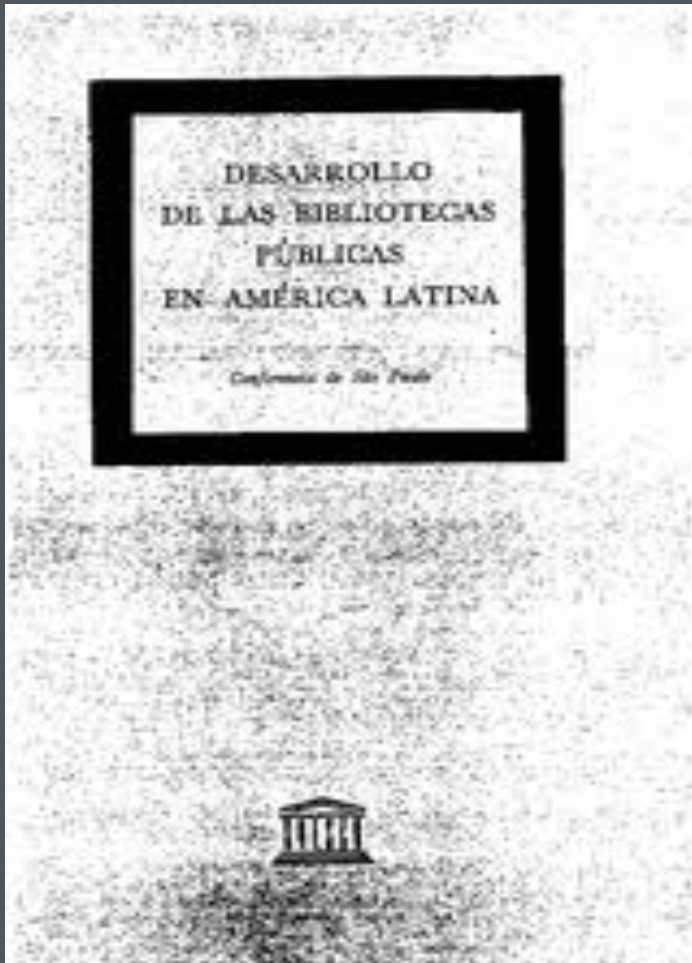 DESARROLLO
DE LAS BIBLIOTECAS
PÚBLICAS
EN AMÉRICA LATINA
Conferencia de São Paulo